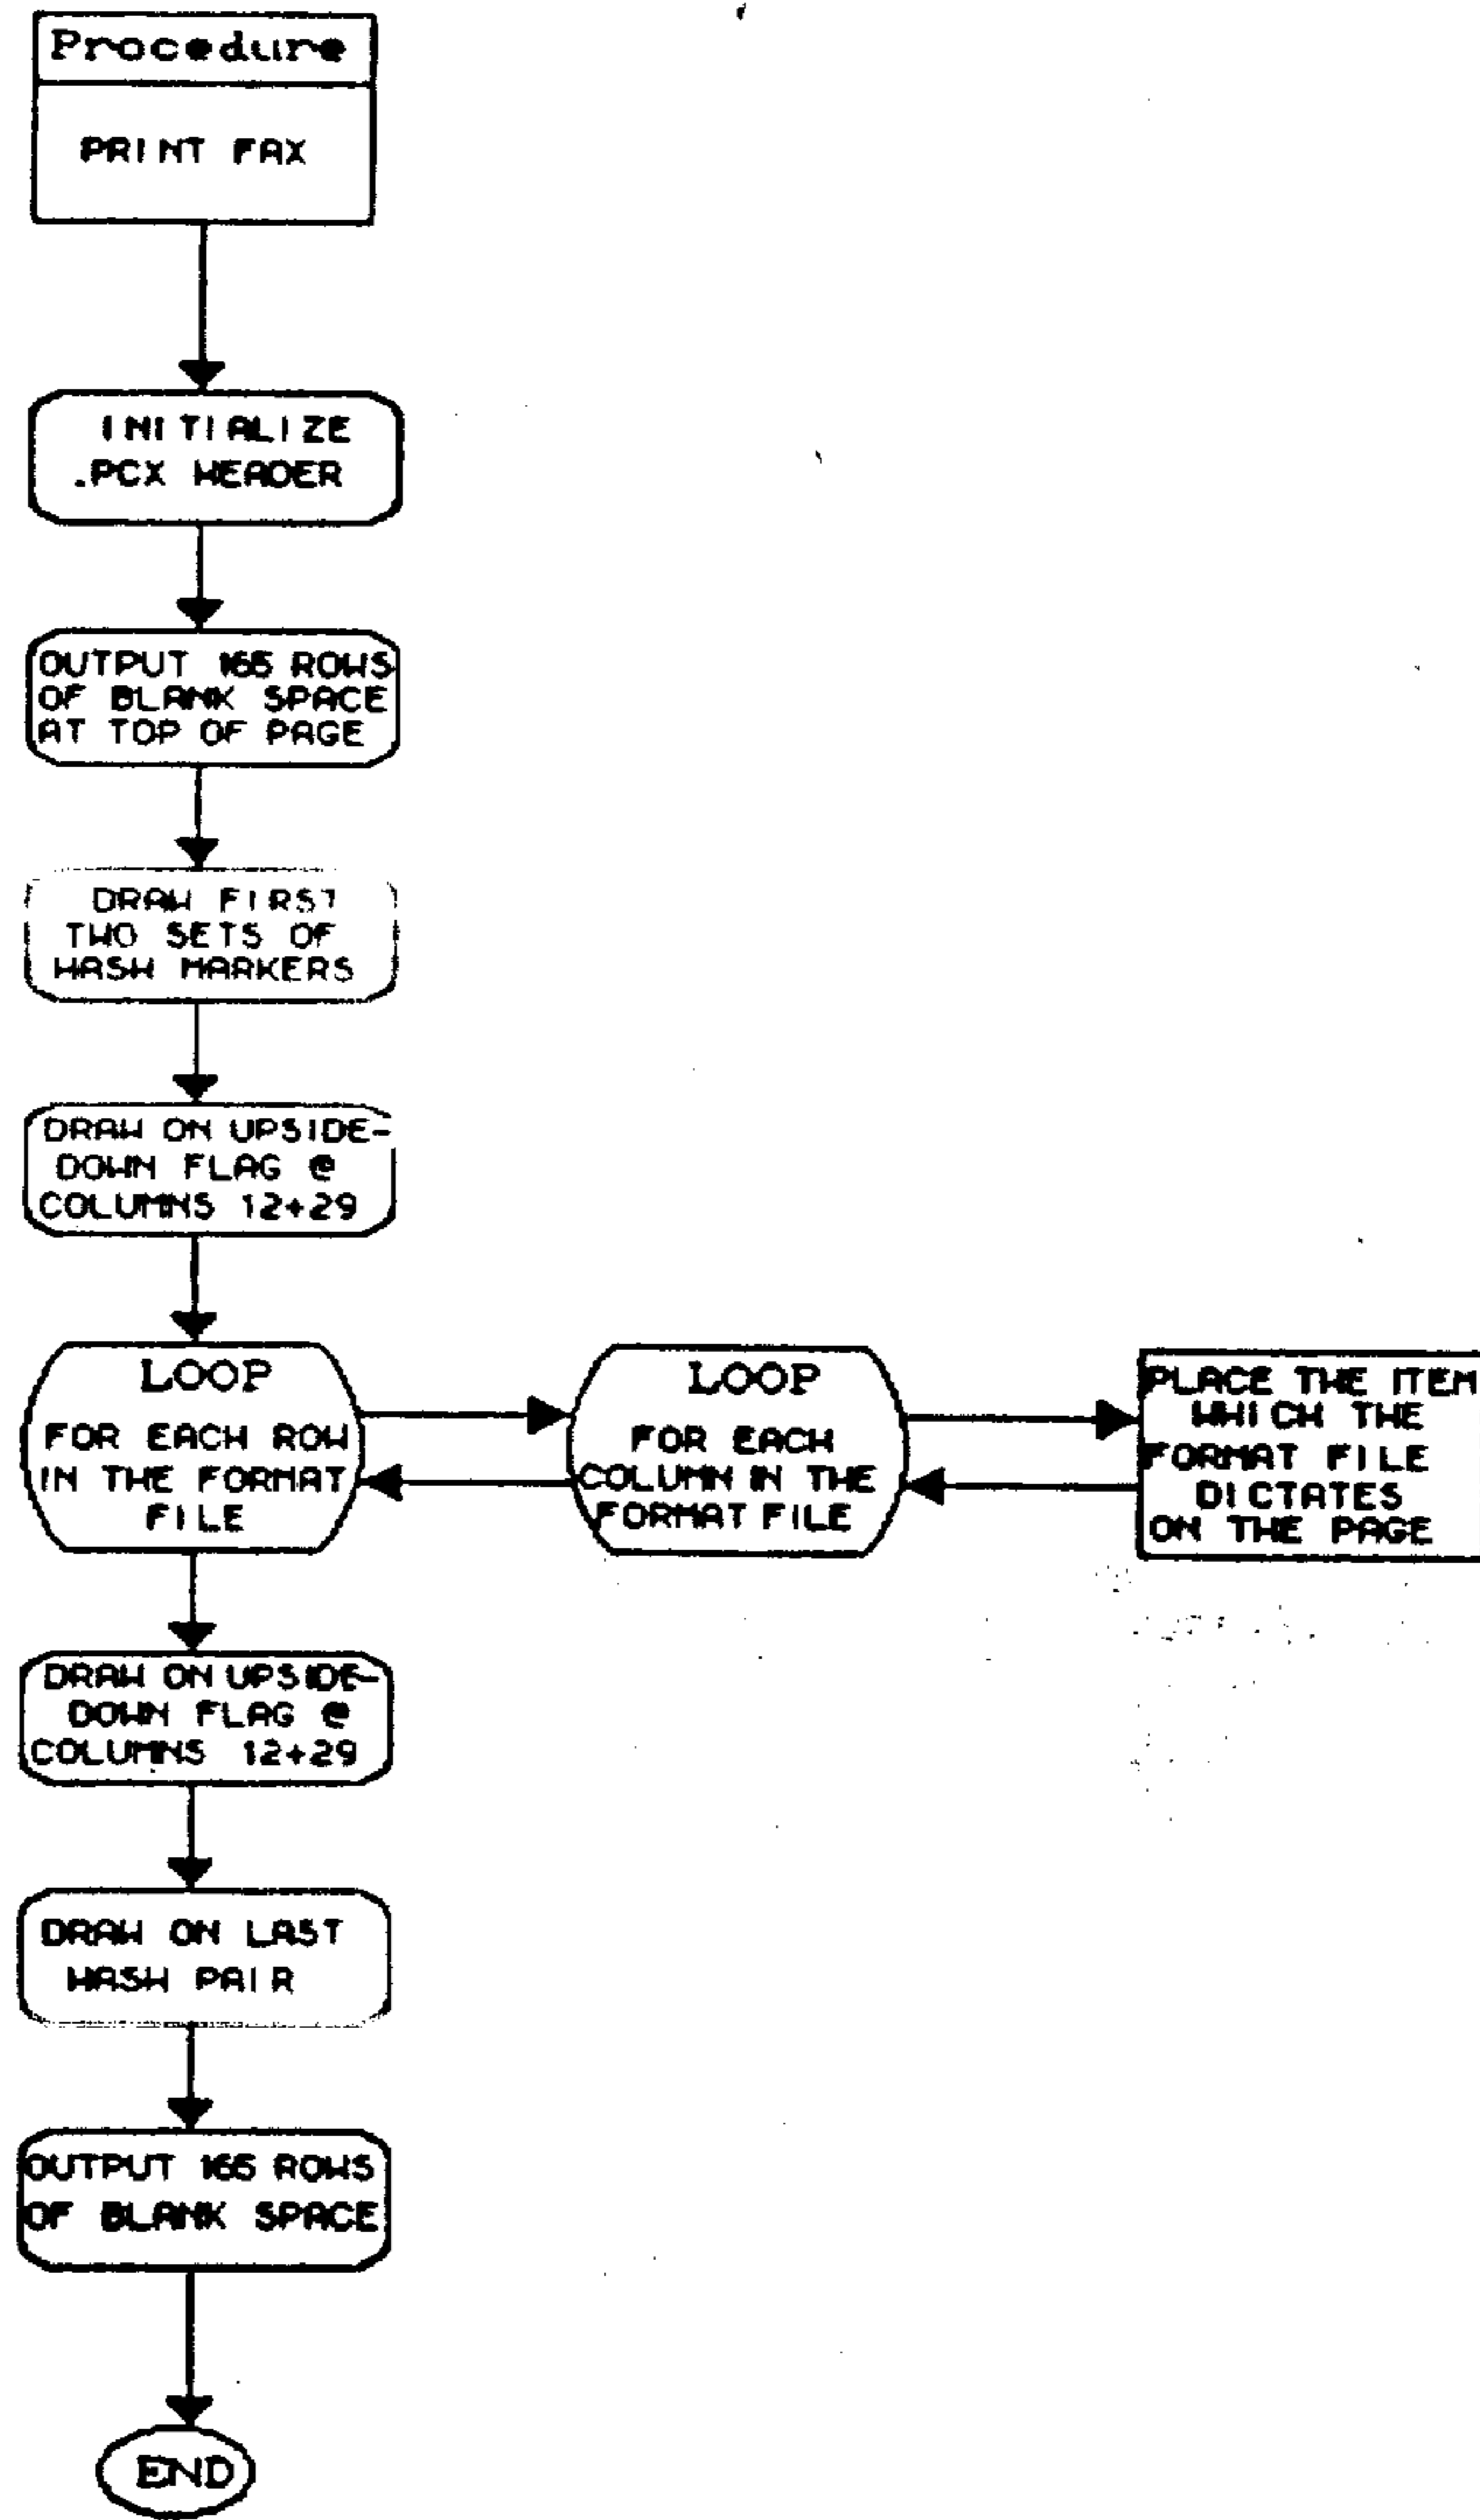 Procedure
PRINT FAX
INITIALIZE
.PCX HEADER
OUTPUT 165 ROWS
OF BLANK SPACE
AT TOP OF PAGE
DRAW FIRST
TWO SETS OF
HASH MARKERS
DRAW ON UPSIDE-
DOWN FLAG @
COLUMNS 12+29
LOOP
FOR EACH ROW
IN THE FORMAT
FILE
LOOP
FOR EACH
COLUMN IN THE
FORMAT FILE
PLACE THE ITEM
WHICH THE
FORMAT FILE
DICTATES
ON THE PAGE
DRAW ON UPSIDE-
DOWN FLAG @
COLUMNS 12+29
DRAW ON LAST
HASH PAIR
OUTPUT 165 ROWS
OF BLANK SPACE
END